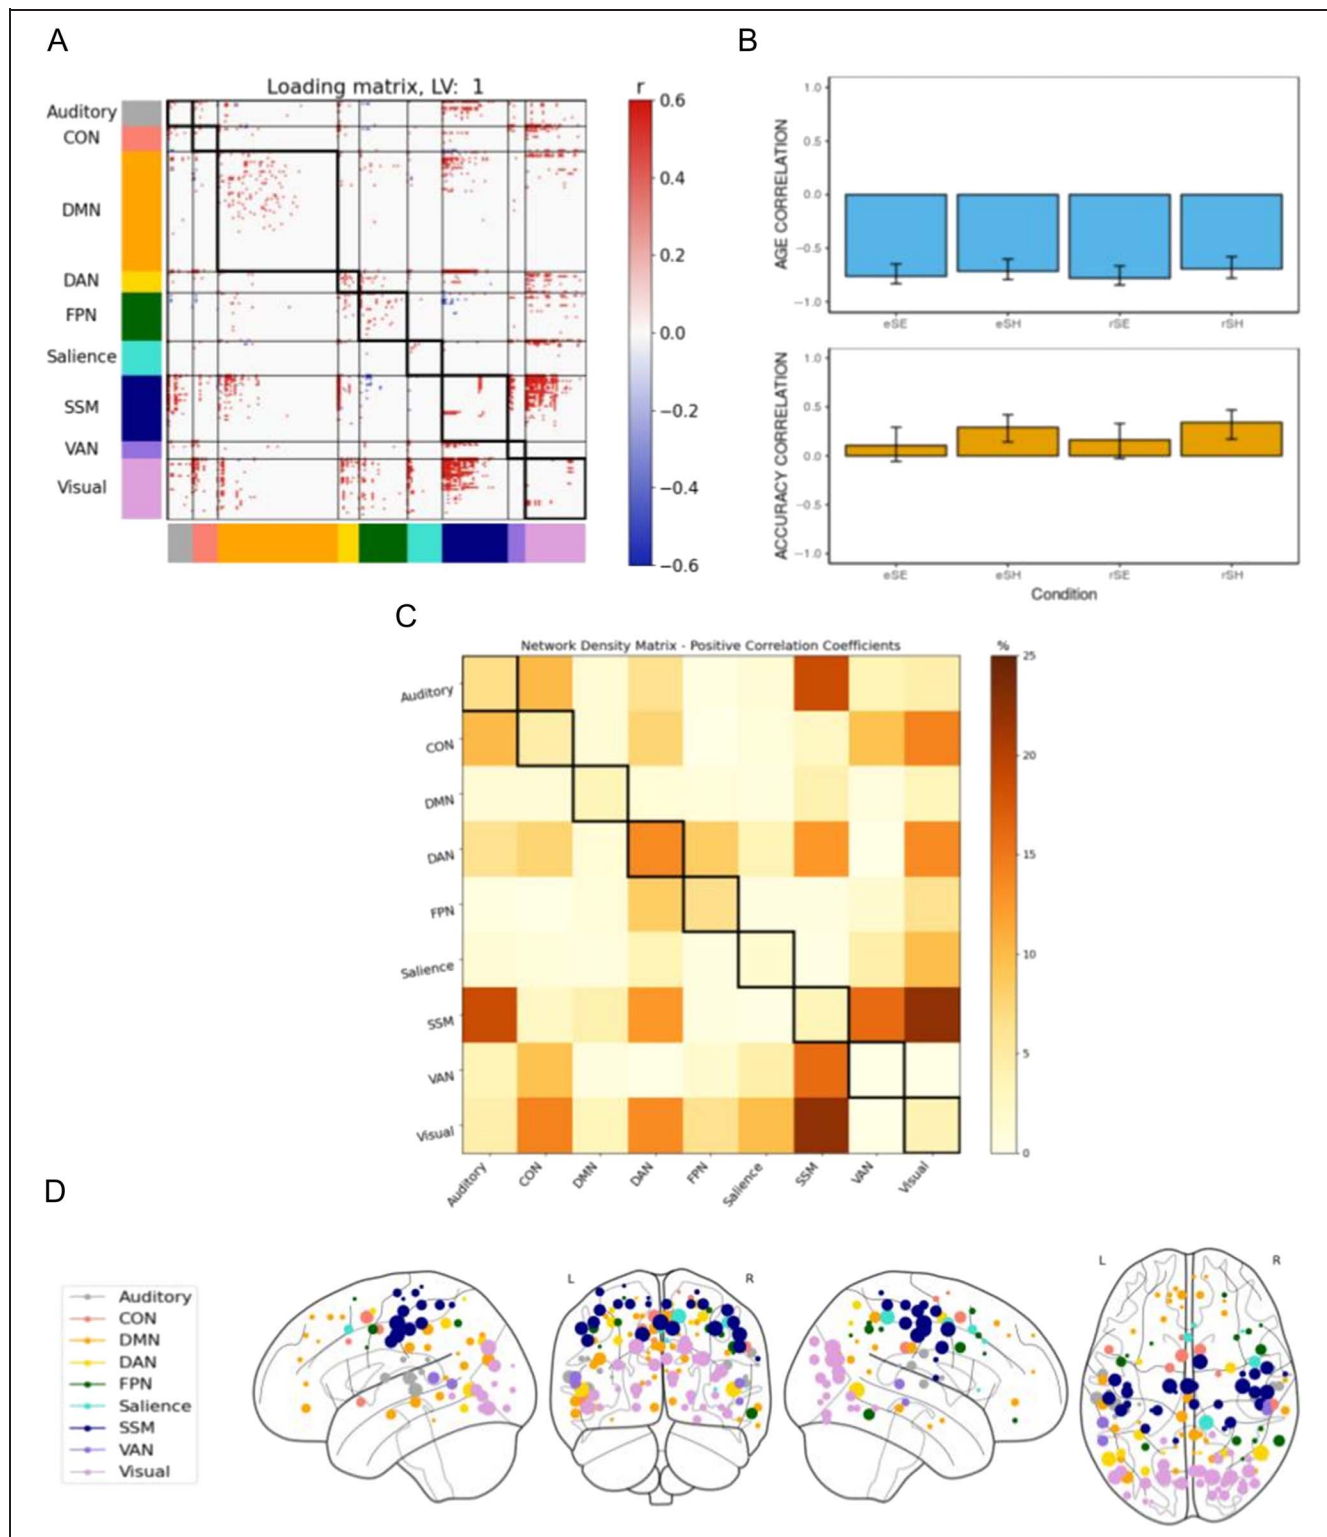 A
Loading matrix, LV: 1
r
Auditory
CON
DMN
DAN
FPN
Salience
SSM
VAN
Visual
0.6
0.4
0.2
0.0
−0.2
−0.4
−0.6
B
AGE CORRELATION
1.0
0.5
0.0
−0.5
−1.0
eSE eSH rSE rSH
ACCURACY CORRELATION
1.0
0.5
0.0
−0.5
−1.0
eSE eSH rSE rSH
Condition
C
Network Density Matrix - Positive Correlation Coefficients
%
Auditory
CON
DMN
DAN
FPN
Salience
SSM
VAN
Visual
Auditory CON DMN DAN FPN Salience SSM VAN Visual
25
20
15
10
5
0
D
Auditory
CON
DMN
DAN
FPN
Salience
SSM
VAN
Visual
L R
L R